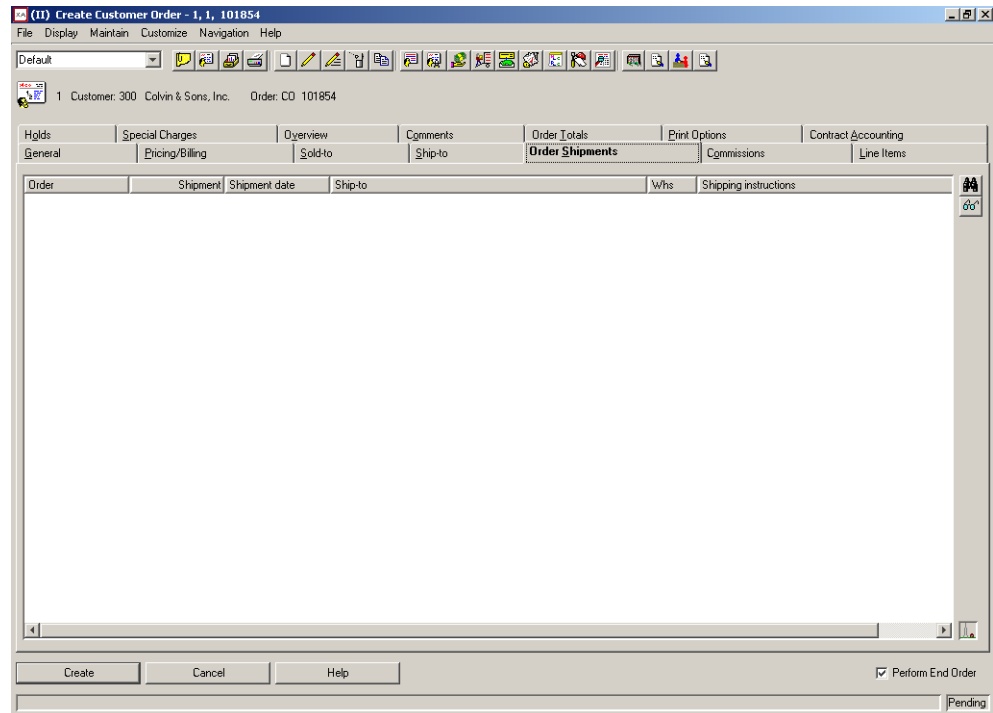 (II) Create Customer Order - 1, 1, 101854
File Display Maintain Customize Navigation Help
Default
1 Customer: 300 Colvin & Sons, Inc. Order: CO 101854
Holds Special Charges Overview Comments Order Totals Print Options Contract Accounting
General Pricing/Billing Sold-to Ship-to Order Shipments Commissions Line Items
Order Shipment Shipment date Ship-to Whs Shipping instructions
Create Cancel Help Perform End Order
Pending